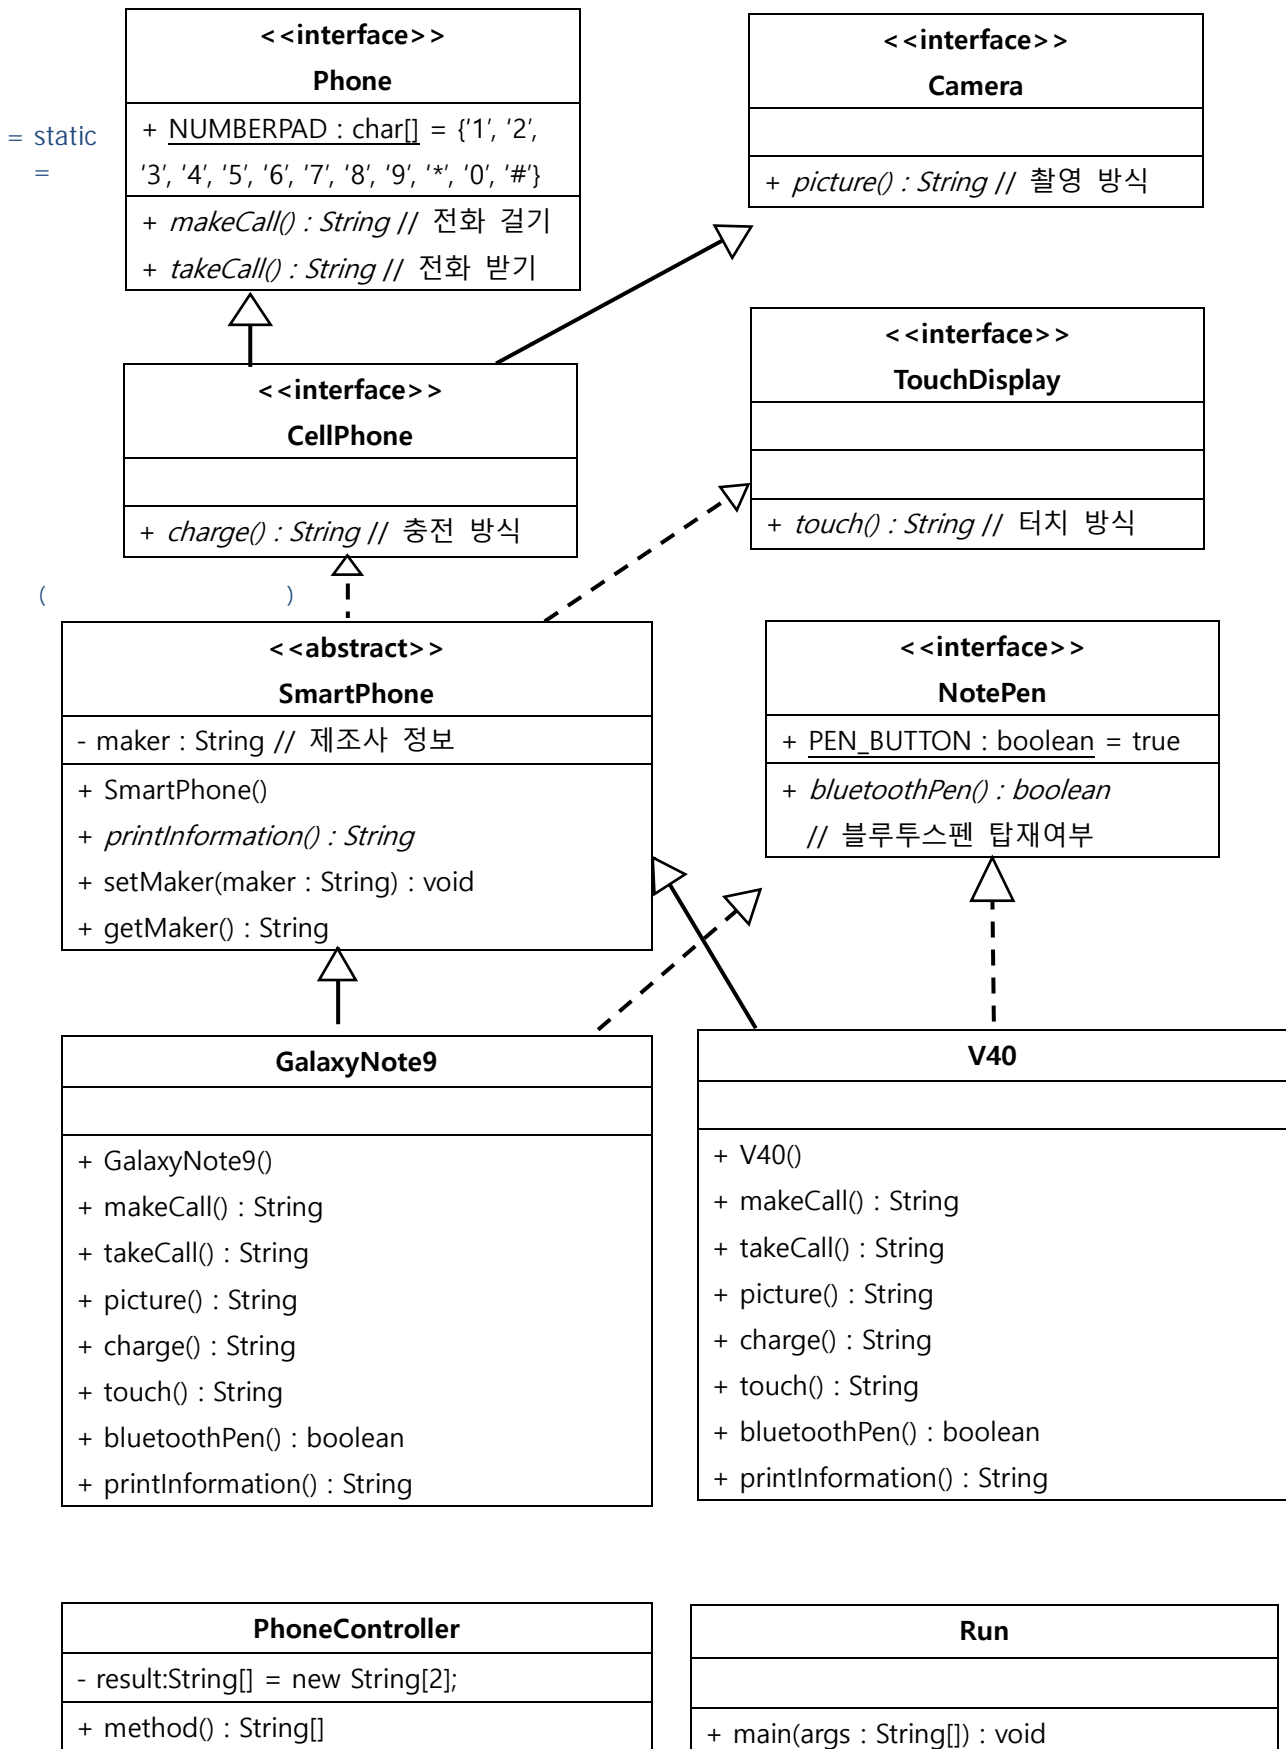 <<interface>>
Phone
+ NUMBERPAD : char[] = {‘1’, ‘2’,
‘3’, ‘4’, ‘5’, ‘6’, ‘7’, ‘8’, ‘9’, ‘*’, ‘0’, ‘#’}
+ makeCall() : String // 전화 걸기
+ takeCall() : String // 전화 받기
= static
=
<<interface>>
Camera
+ picture() : String // 촬영 방식
<<interface>>
CellPhone
+ charge() : String // 충전 방식
<<interface>>
TouchDisplay
+ touch() : String // 터치 방식
( )
<<abstract>>
SmartPhone
- maker : String // 제조사 정보
+ SmartPhone()
+ printInformation() : String
+ setMaker(maker : String) : void
+ getMaker() : String
<<interface>>
NotePen
+ PEN_BUTTON : boolean = true
+ bluetoothPen() : boolean
// 블루투스펜 탑재여부
GalaxyNote9
+ GalaxyNote9()
+ makeCall() : String
+ takeCall() : String
+ picture() : String
+ charge() : String
+ touch() : String
+ bluetoothPen() : boolean
+ printInformation() : String
V40
+ V40()
+ makeCall() : String
+ takeCall() : String
+ picture() : String
+ charge() : String
+ touch() : String
+ bluetoothPen() : boolean
+ printInformation() : String
PhoneController
- result:String[] = new String[2];
+ method() : String[]
Run
+ main(args : String[]) : void